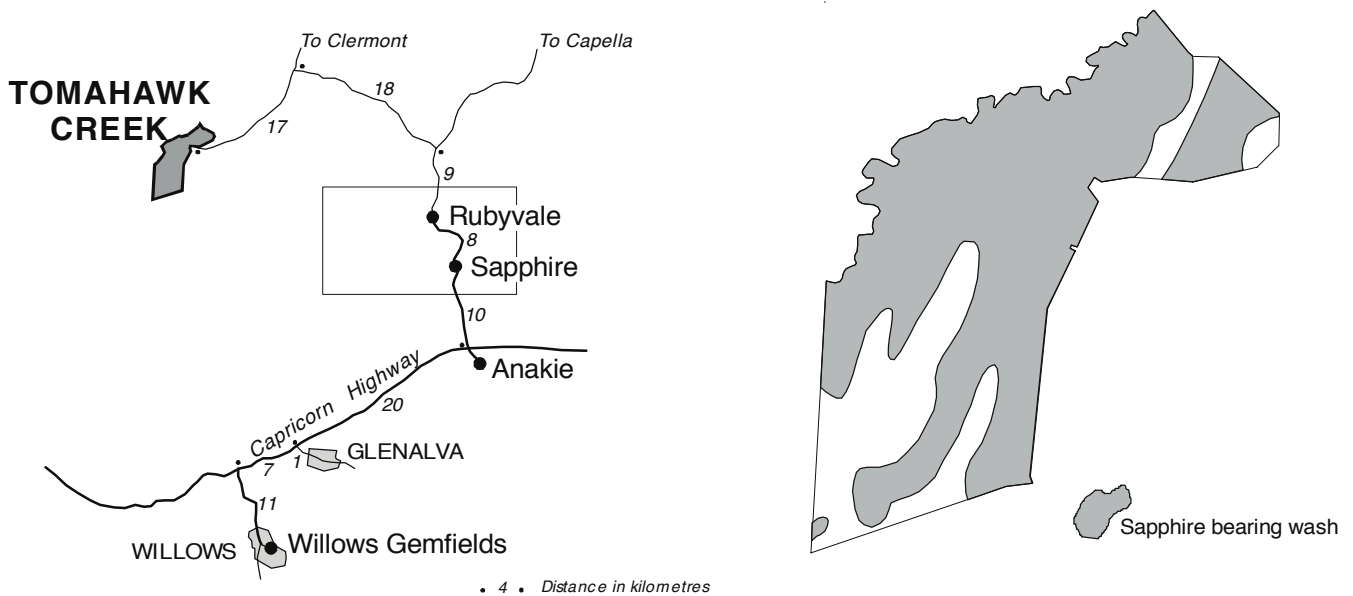 To Clermont
To Capella
TOMAHAWK
CREEK
18
17
9
Rubyvale
8
Sapphire
10
Anakie
Capricorn Highway
20
GLENALVA
7
1
11
WILLOWS
Willows Gemfields
4 Distance in kilometres
Sapphire bearing wash